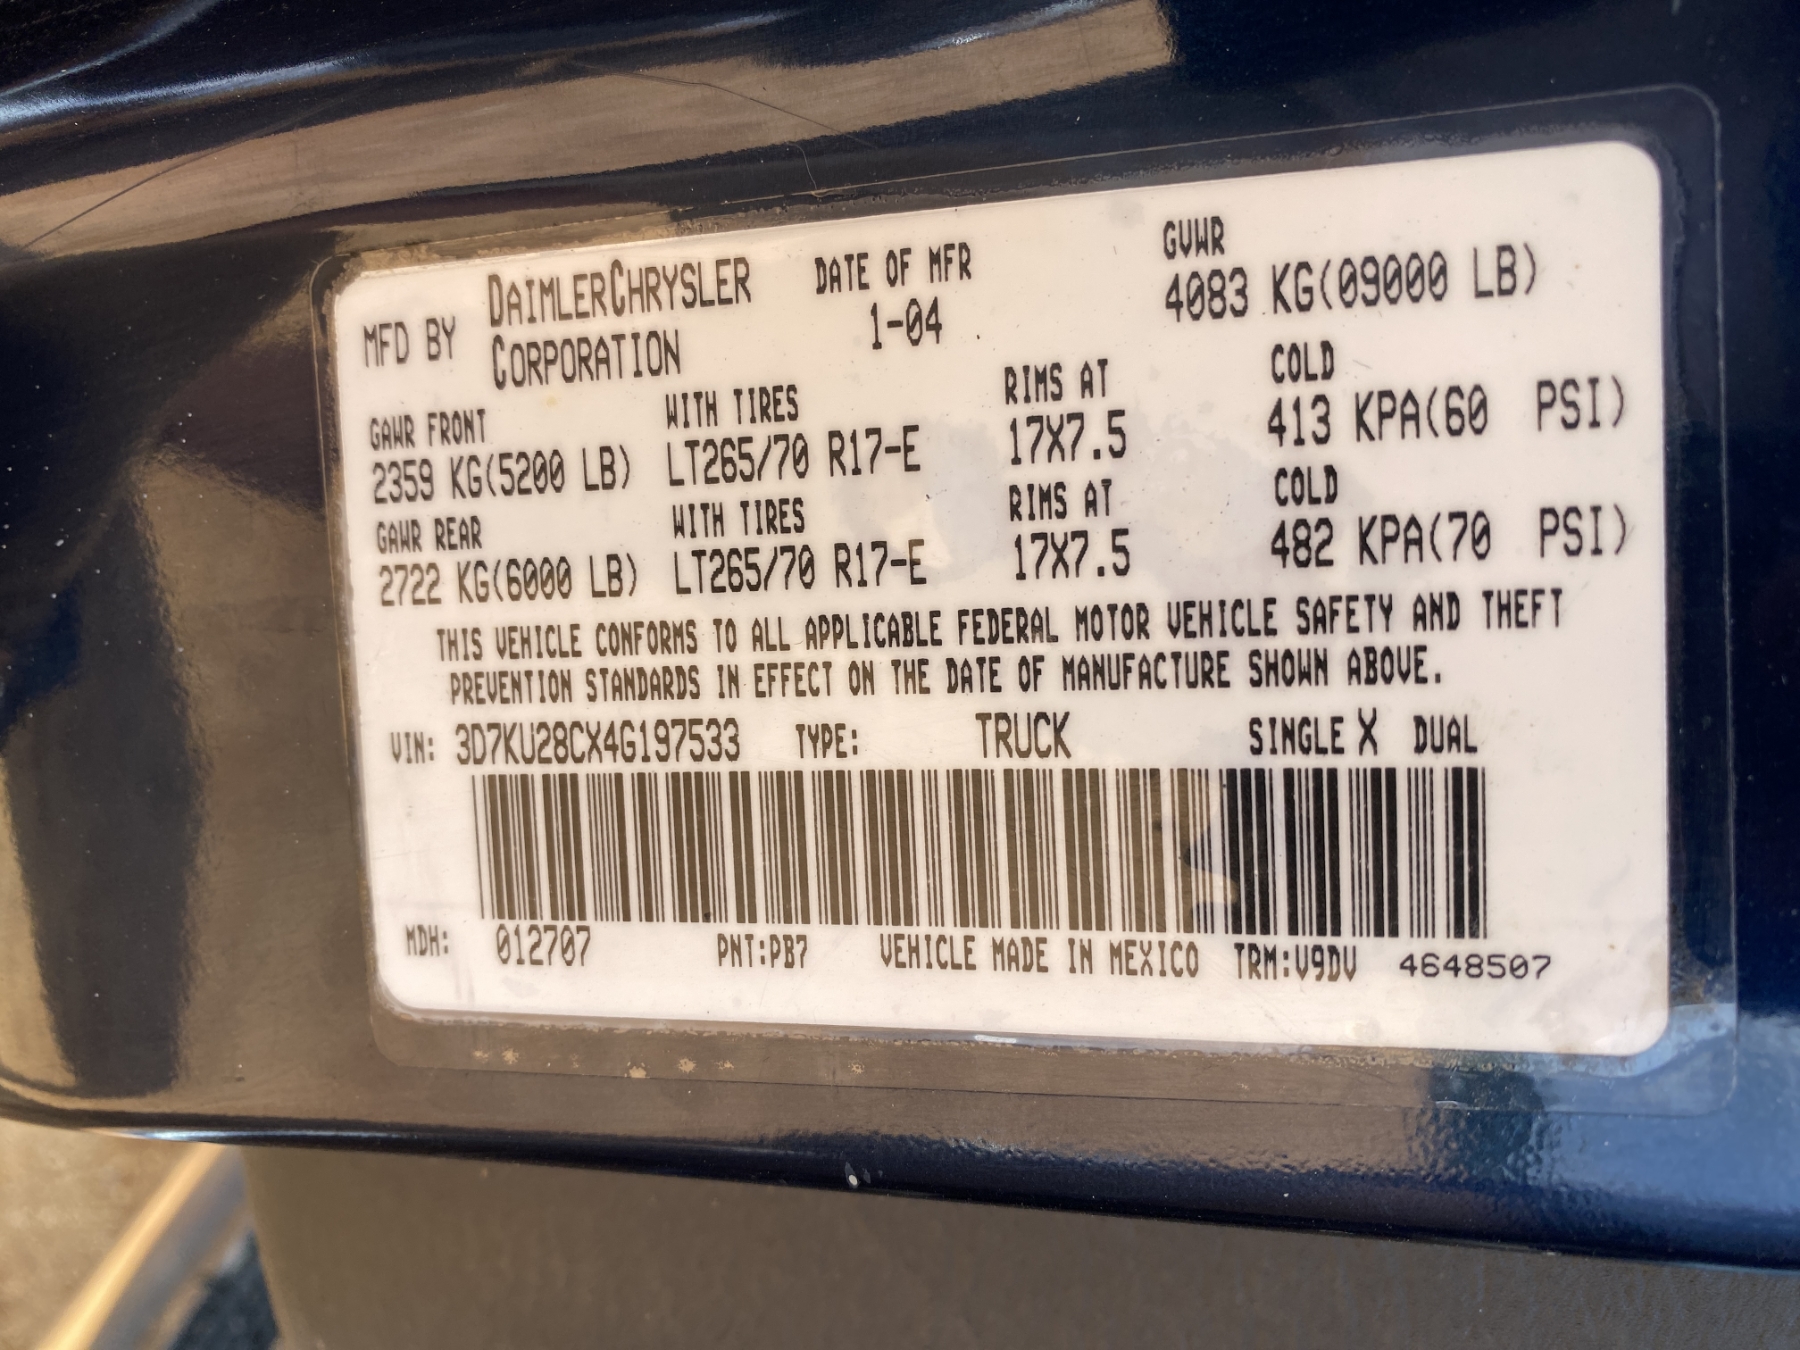 MFD BY DAIMLERCHRYSLER CORPORATION DATE OF MFR 1-04 GVWR 4083 KG(09000 LB)
GAWR FRONT WITH TIRES RIMS AT COLD
2359 KG(5200 LB) LT265/70 R17-E 17X7.5 413 KPA(60 PSI)
GAWR REAR WITH TIRES RIMS AT COLD
2722 KG(6000 LB) LT265/70 R17-E 17X7.5 482 KPA(70 PSI)
THIS VEHICLE CONFORMS TO ALL APPLICABLE FEDERAL MOTOR VEHICLE SAFETY AND THEFT
PREVENTION STANDARDS IN EFFECT ON THE DATE OF MANUFACTURE SHOWN ABOVE.
VIN: 3D7KU28CX4G197533 TYPE: TRUCK SINGLE X DUAL
MDH: 012707 PNT:PB7 VEHICLE MADE IN MEXICO TRM:V9DV 4648507